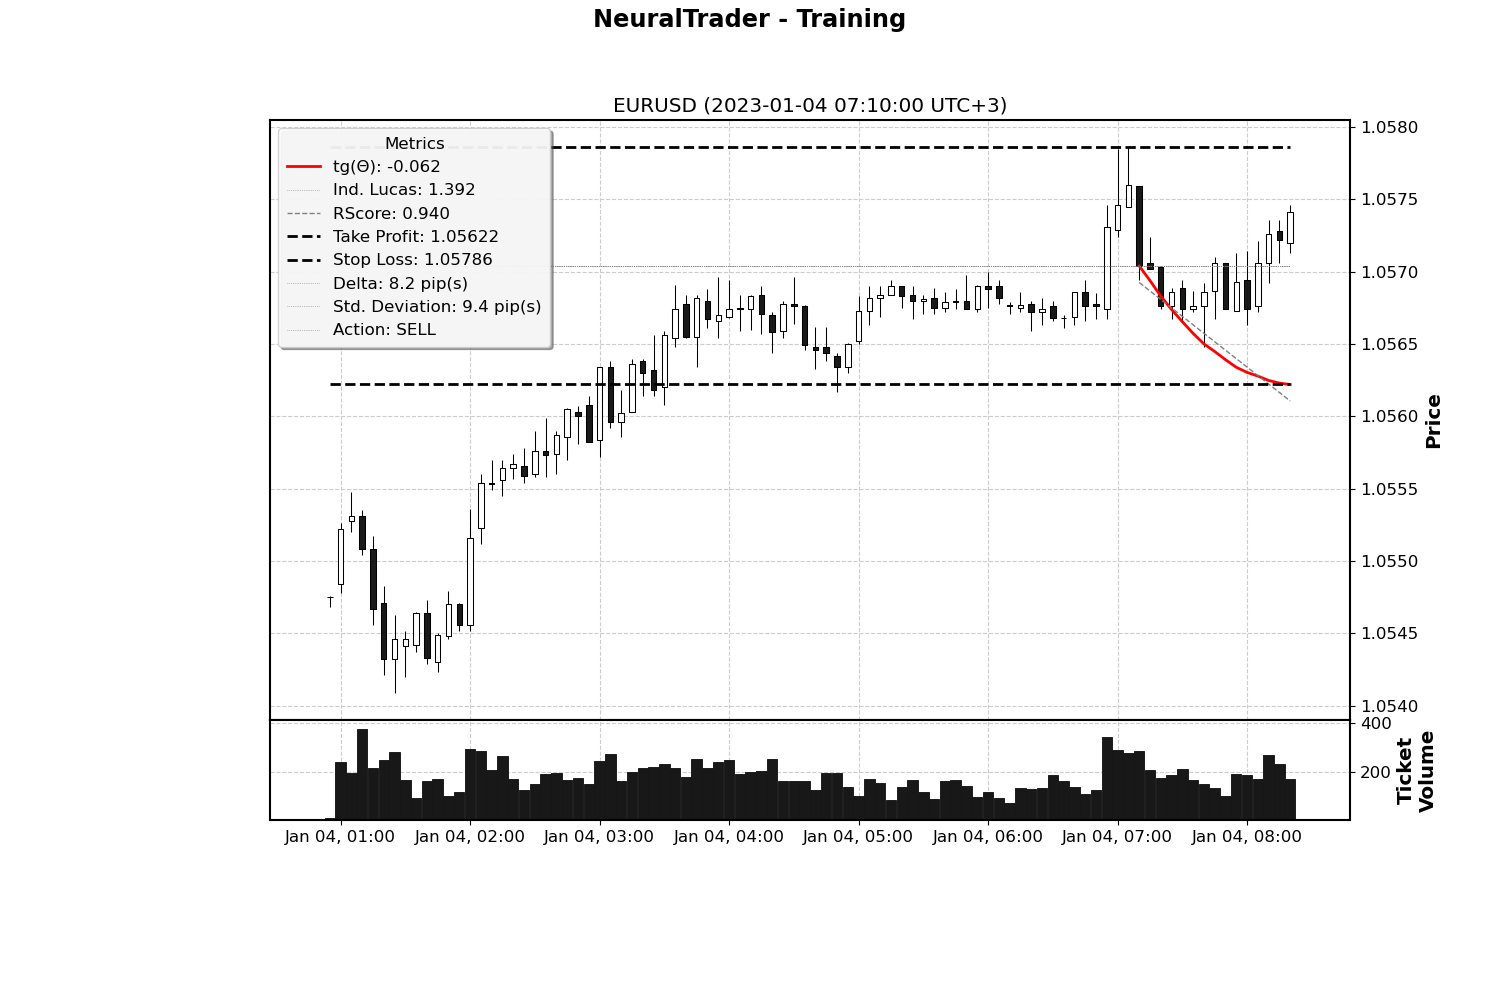 NeuralTrader - Training
EURUSD (2023-01-04 07:10:00 UTC+3)
Metrics
tg(Θ): -0.062
Ind. Lucas: 1.392
RScore: 0.940
Take Profit: 1.05622
Stop Loss: 1.05786
Delta: 8.2 pip(s)
Std. Deviation: 9.4 pip(s)
Action: SELL
1.0580
1.0575
1.0570
1.0565
1.0560
1.0555
1.0550
1.0545
1.0540
Price
400
200
Ticket
Volume
Jan 04, 01:00
Jan 04, 02:00
Jan 04, 03:00
Jan 04, 04:00
Jan 04, 05:00
Jan 04, 06:00
Jan 04, 07:00
Jan 04, 08:00